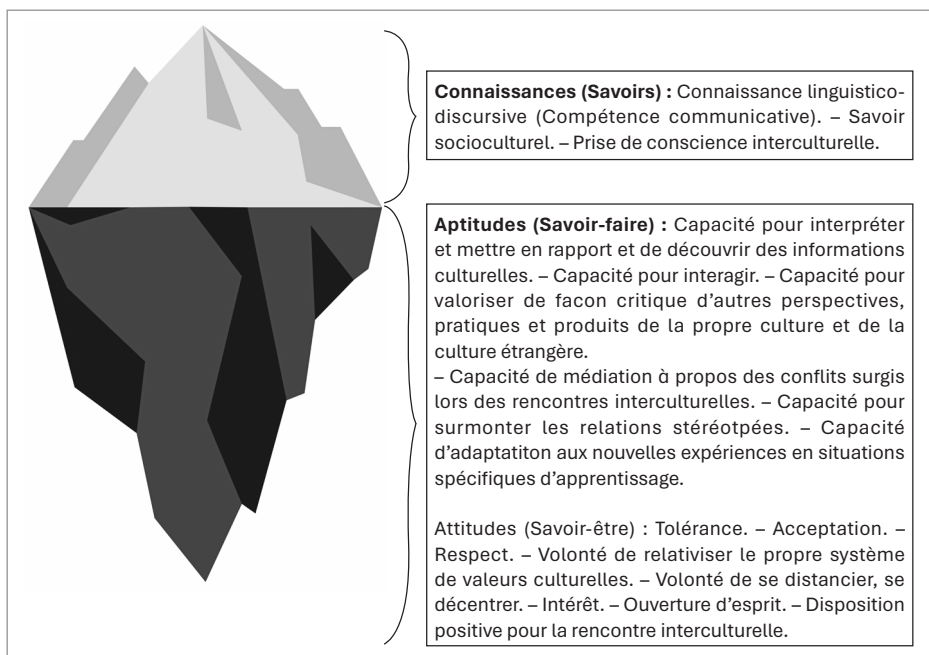 Connaissances (Savoirs) : Connaissance linguistico-
discursive (Compétence communicative). – Savoir
socioculturel. – Prise de conscience interculturelle.
Aptitudes (Savoir-faire) : Capacité pour interpréter
et mettre en rapport et de découvrir des informations
culturelles. – Capacité pour interagir. – Capacité pour
valoriser de facon critique d'autres perspectives,
pratiques et produits de la propre culture et de la
culture étrangère.
– Capacité de médiation à propos des conflits surgis
lors des rencontres interculturelles. – Capacité pour
surmonter les relations stéréotpées. – Capacité
d'adaptatiton aux nouvelles expériences en situations
spécifiques d'apprentissage.
Attitudes (Savoir-être) : Tolérance. – Acceptation. –
Respect. – Volonté de relativiser le propre système
de valeurs culturelles. – Volonté de se distancier, se
décentrer. – Intérêt. – Ouverture d'esprit. – Disposition
positive pour la rencontre interculturelle.